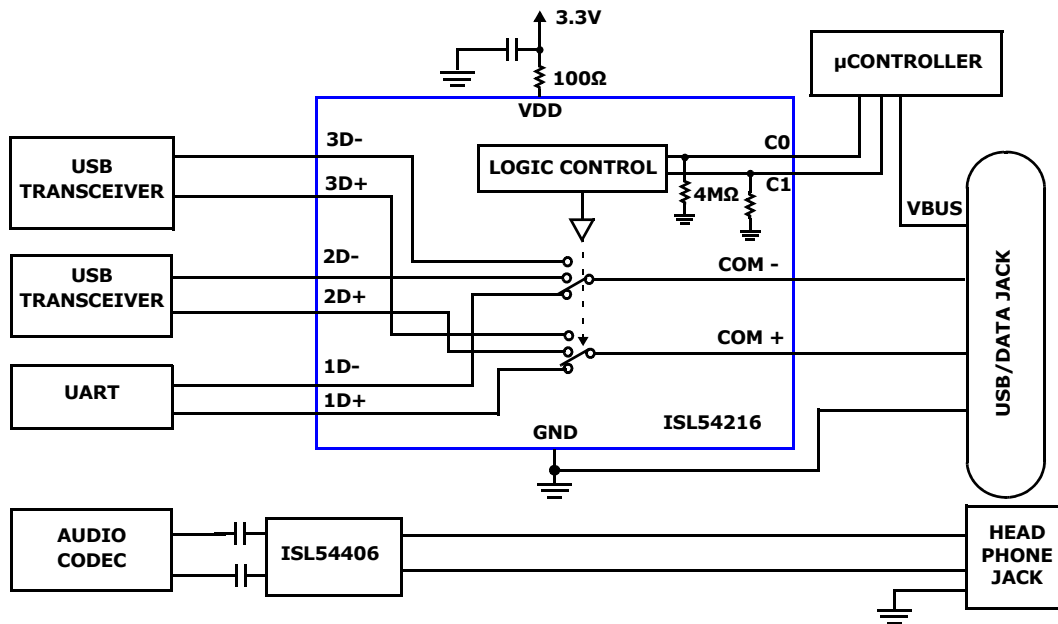 3.3V
100Ω
VDD
µCONTROLLER
USB
TRANSCEIVER
3D-
3D+
LOGIC CONTROL
C0
C1
4MΩ
VBUS
USB
TRANSCEIVER
2D-
2D+
COM -
COM +
USB/DATA JACK
UART
1D-
1D+
GND
ISL54216
AUDIO
CODEC
ISL54406
HEAD
PHONE
JACK